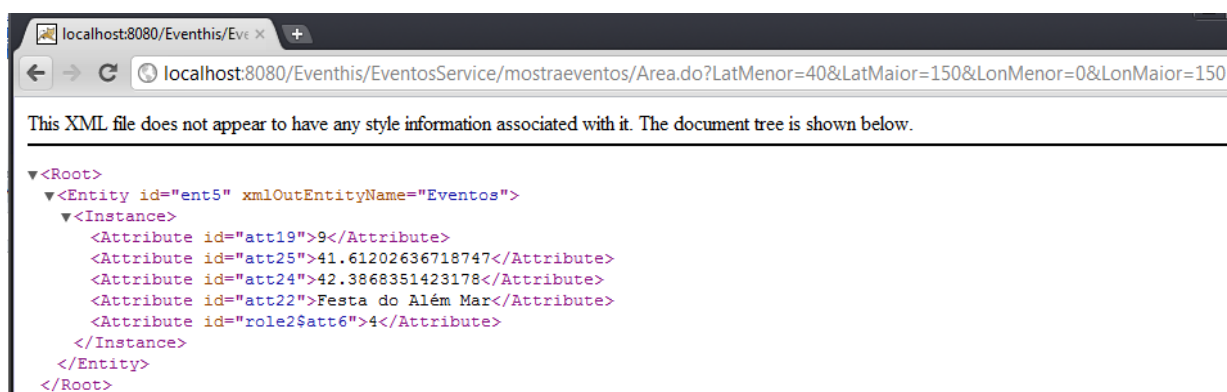 localhost:8080/Eventhis/Eve
localhost:8080/Eventhis/EventosService/mostraeventos/Area.do?LatMenor=40&LatMaior=150&LonMenor=0&LonMaior=150
This XML file does not appear to have any style information associated with it. The document tree is shown below.
▼<Root>
▼<Entity id="ent5" xmlOutEntityName="Eventos">
▼<Instance>
<Attribute id="att19">9</Attribute>
<Attribute id="att25">41.61202636718747</Attribute>
<Attribute id="att24">42.3868351423178</Attribute>
<Attribute id="att22">Festa do Além Mar</Attribute>
<Attribute id="role2$att6">4</Attribute>
</Instance>
</Entity>
</Root>